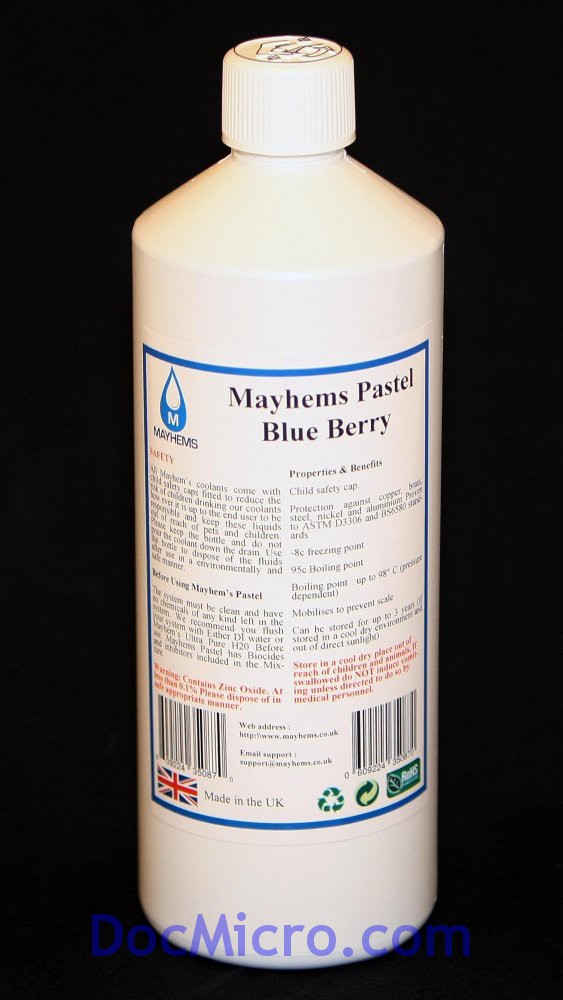 M
MAYHEMS
Mayhems Pastel
Blue Berry
SAFETY
All Mayhem's coolants come with
child safety caps fitted to reduce the
risk of children drinking our coolants
how ever it is up to the end user to be
responsible and keep these liquids
out of reach of pets and children.
Please keep the bottle and do not
pour the coolant down the drain. Use
the bottle to dispose of the fluids
after use in a environmentally and
safe manner.
Before Using Mayhem's Pastel
The system must be clean and have
no chemicals of any kind left in the
system. We recommend you flush
your system with Either DI water or
Mayhem's Ultra Pure H20 Before
use. Mayhems Pastel has Biocides
and inhibitors included in the Mix-
Warning: Contains Zinc Oxide. At
less than 0.1% Please dispose of in
safe appropriate manner.
Properties & Benefits
Child safety cap.
Protection against copper, brass,
steel, nickel and aluminium Proven
to ASTM D3306 and BS6580 stand-
ards
-8c freezing point
95c Boiling point
Boiling point : up to 98° C (pressure
dependent)
Mobilises to prevent scale
Can be stored for up to 3 years (if
stored in a cool dry environment and
out of direct sunlight)
Store in a cool dry place out of
reach of children and animals. If
swallowed do NOT induce vomit-
ing unless directed to do so by
medical personnel.
Web address :
http:\\www.mayhems.co.uk
Email support :
support@mayhems.co.uk
609224 35087 0
0 609224 35087 0
Made in the UK
RoHS
DocMicro.com